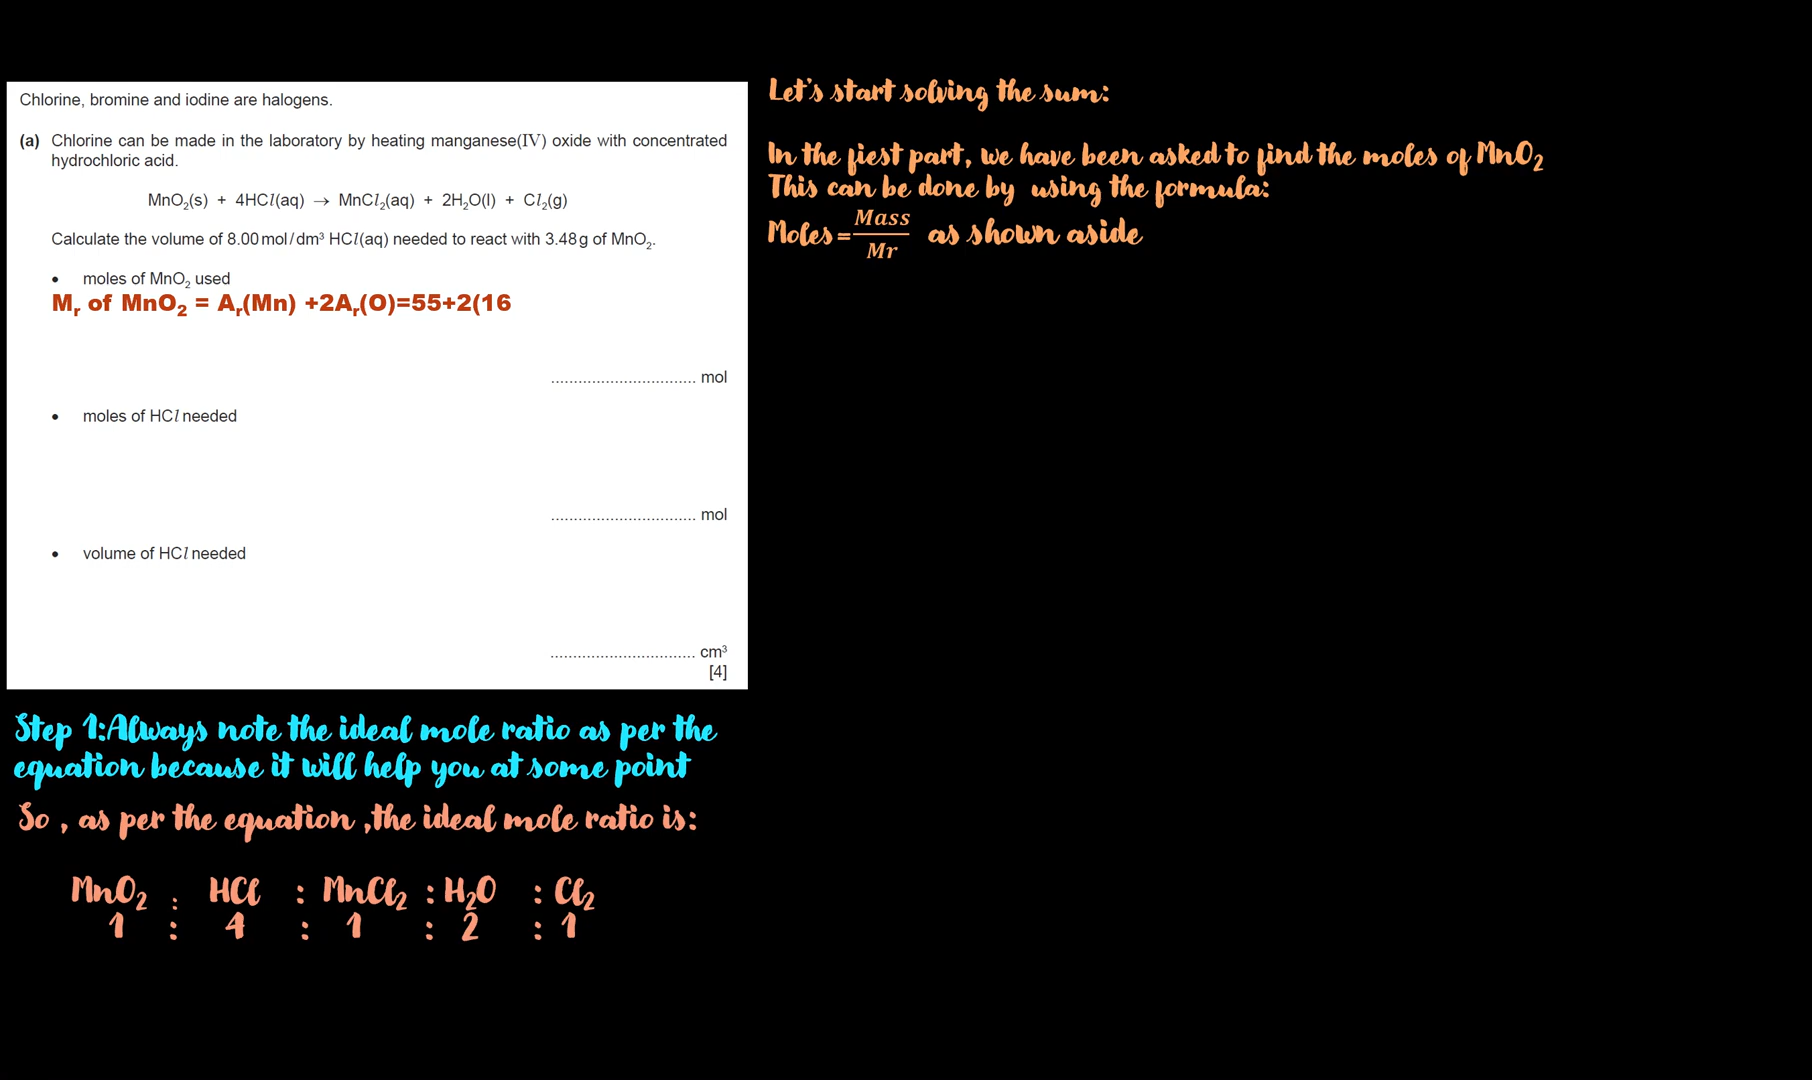 Chlorine, bromine and iodine are halogens.
(a) Chlorine can be made in the laboratory by heating manganese(IV) oxide with concentrated
hydrochloric acid.
MnO₂(s) + 4HCl(aq) → MnCl₂(aq) + 2H₂O(l) + Cl₂(g)
Calculate the volume of 8.00 mol/dm³ HCl(aq) needed to react with 3.48 g of MnO₂.
• moles of MnO₂ used
Mᵣ of MnO₂ = Aᵣ(Mn) +2Aᵣ(O)=55+2(16
................................ mol
• moles of HCl needed
................................ mol
• volume of HCl needed
................................ cm³
[4]
Step 1:Always note the ideal mole ratio as per the
equation because it will help you at some point
So , as per the equation ,the ideal mole ratio is:
MnO₂ : HCl : MnCl₂ : H₂O : Cl₂
1 : 4 : 1 : 2 : 1
Let's start solving the sum:
In the fiest part, we have been asked to find the moles of MnO₂
This can be done by using the formula:
Moles = Mass/Mr as shown aside